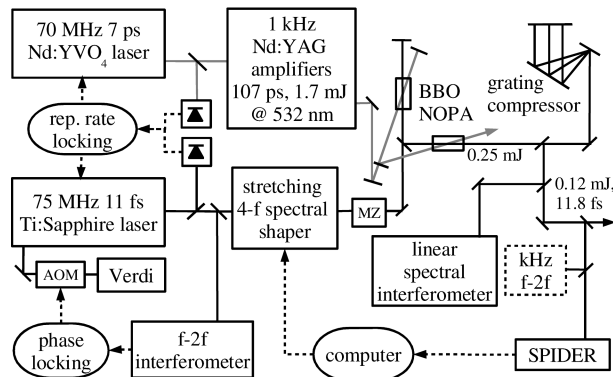 70 MHz 7 ps
Nd:YVO4 laser
1 kHz
Nd:YAG
amplifiers
107 ps, 1.7 mJ
@ 532 nm
BBO
NOPA
grating
compressor
rep. rate
locking
0.25 mJ
75 MHz 11 fs
Ti:Sapphire laser
stretching
4-f spectral
shaper
MZ
0.12 mJ,
11.8 fs
linear
spectral
interferometer
kHz
f-2f
AOM
Verdi
phase
locking
f-2f
interferometer
computer
SPIDER